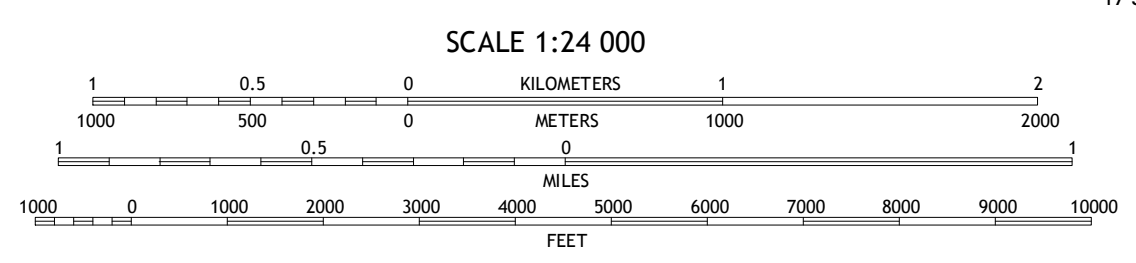 SCALE 1:24 000
1 0.5 0 KILOMETERS 1 2
1000 500 0 METERS 1000 2000
1 0.5 0 1
MILES
1000 0 1000 2000 3000 4000 5000 6000 7000 8000 9000 10000
FEET